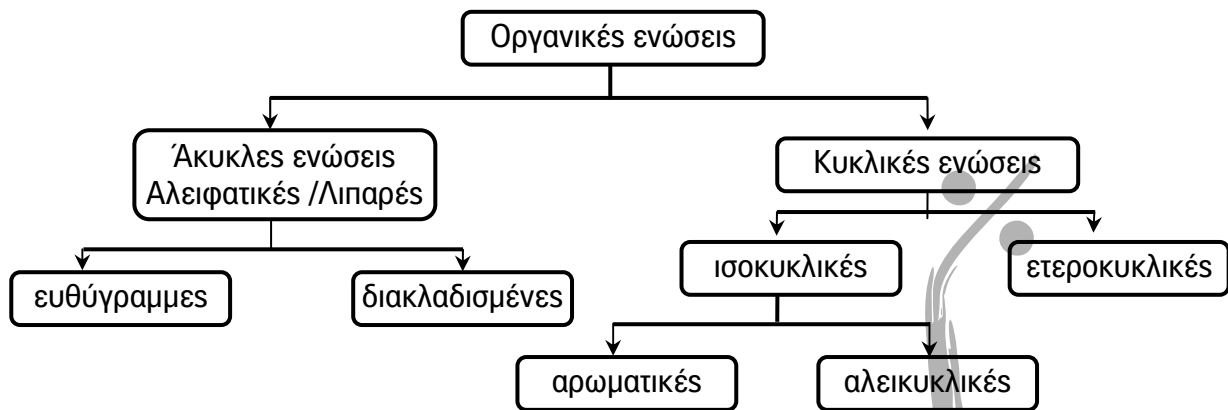 Οργανικές ενώσεις
Άκυκλες ενώσεις
Αλειφατικές /Λιπαρές
Κυκλικές ενώσεις
ευθύγραμμες
διακλαδισμένες
ισοκυκλικές
ετεροκυκλικές
αρωματικές
αλεικυκλικές